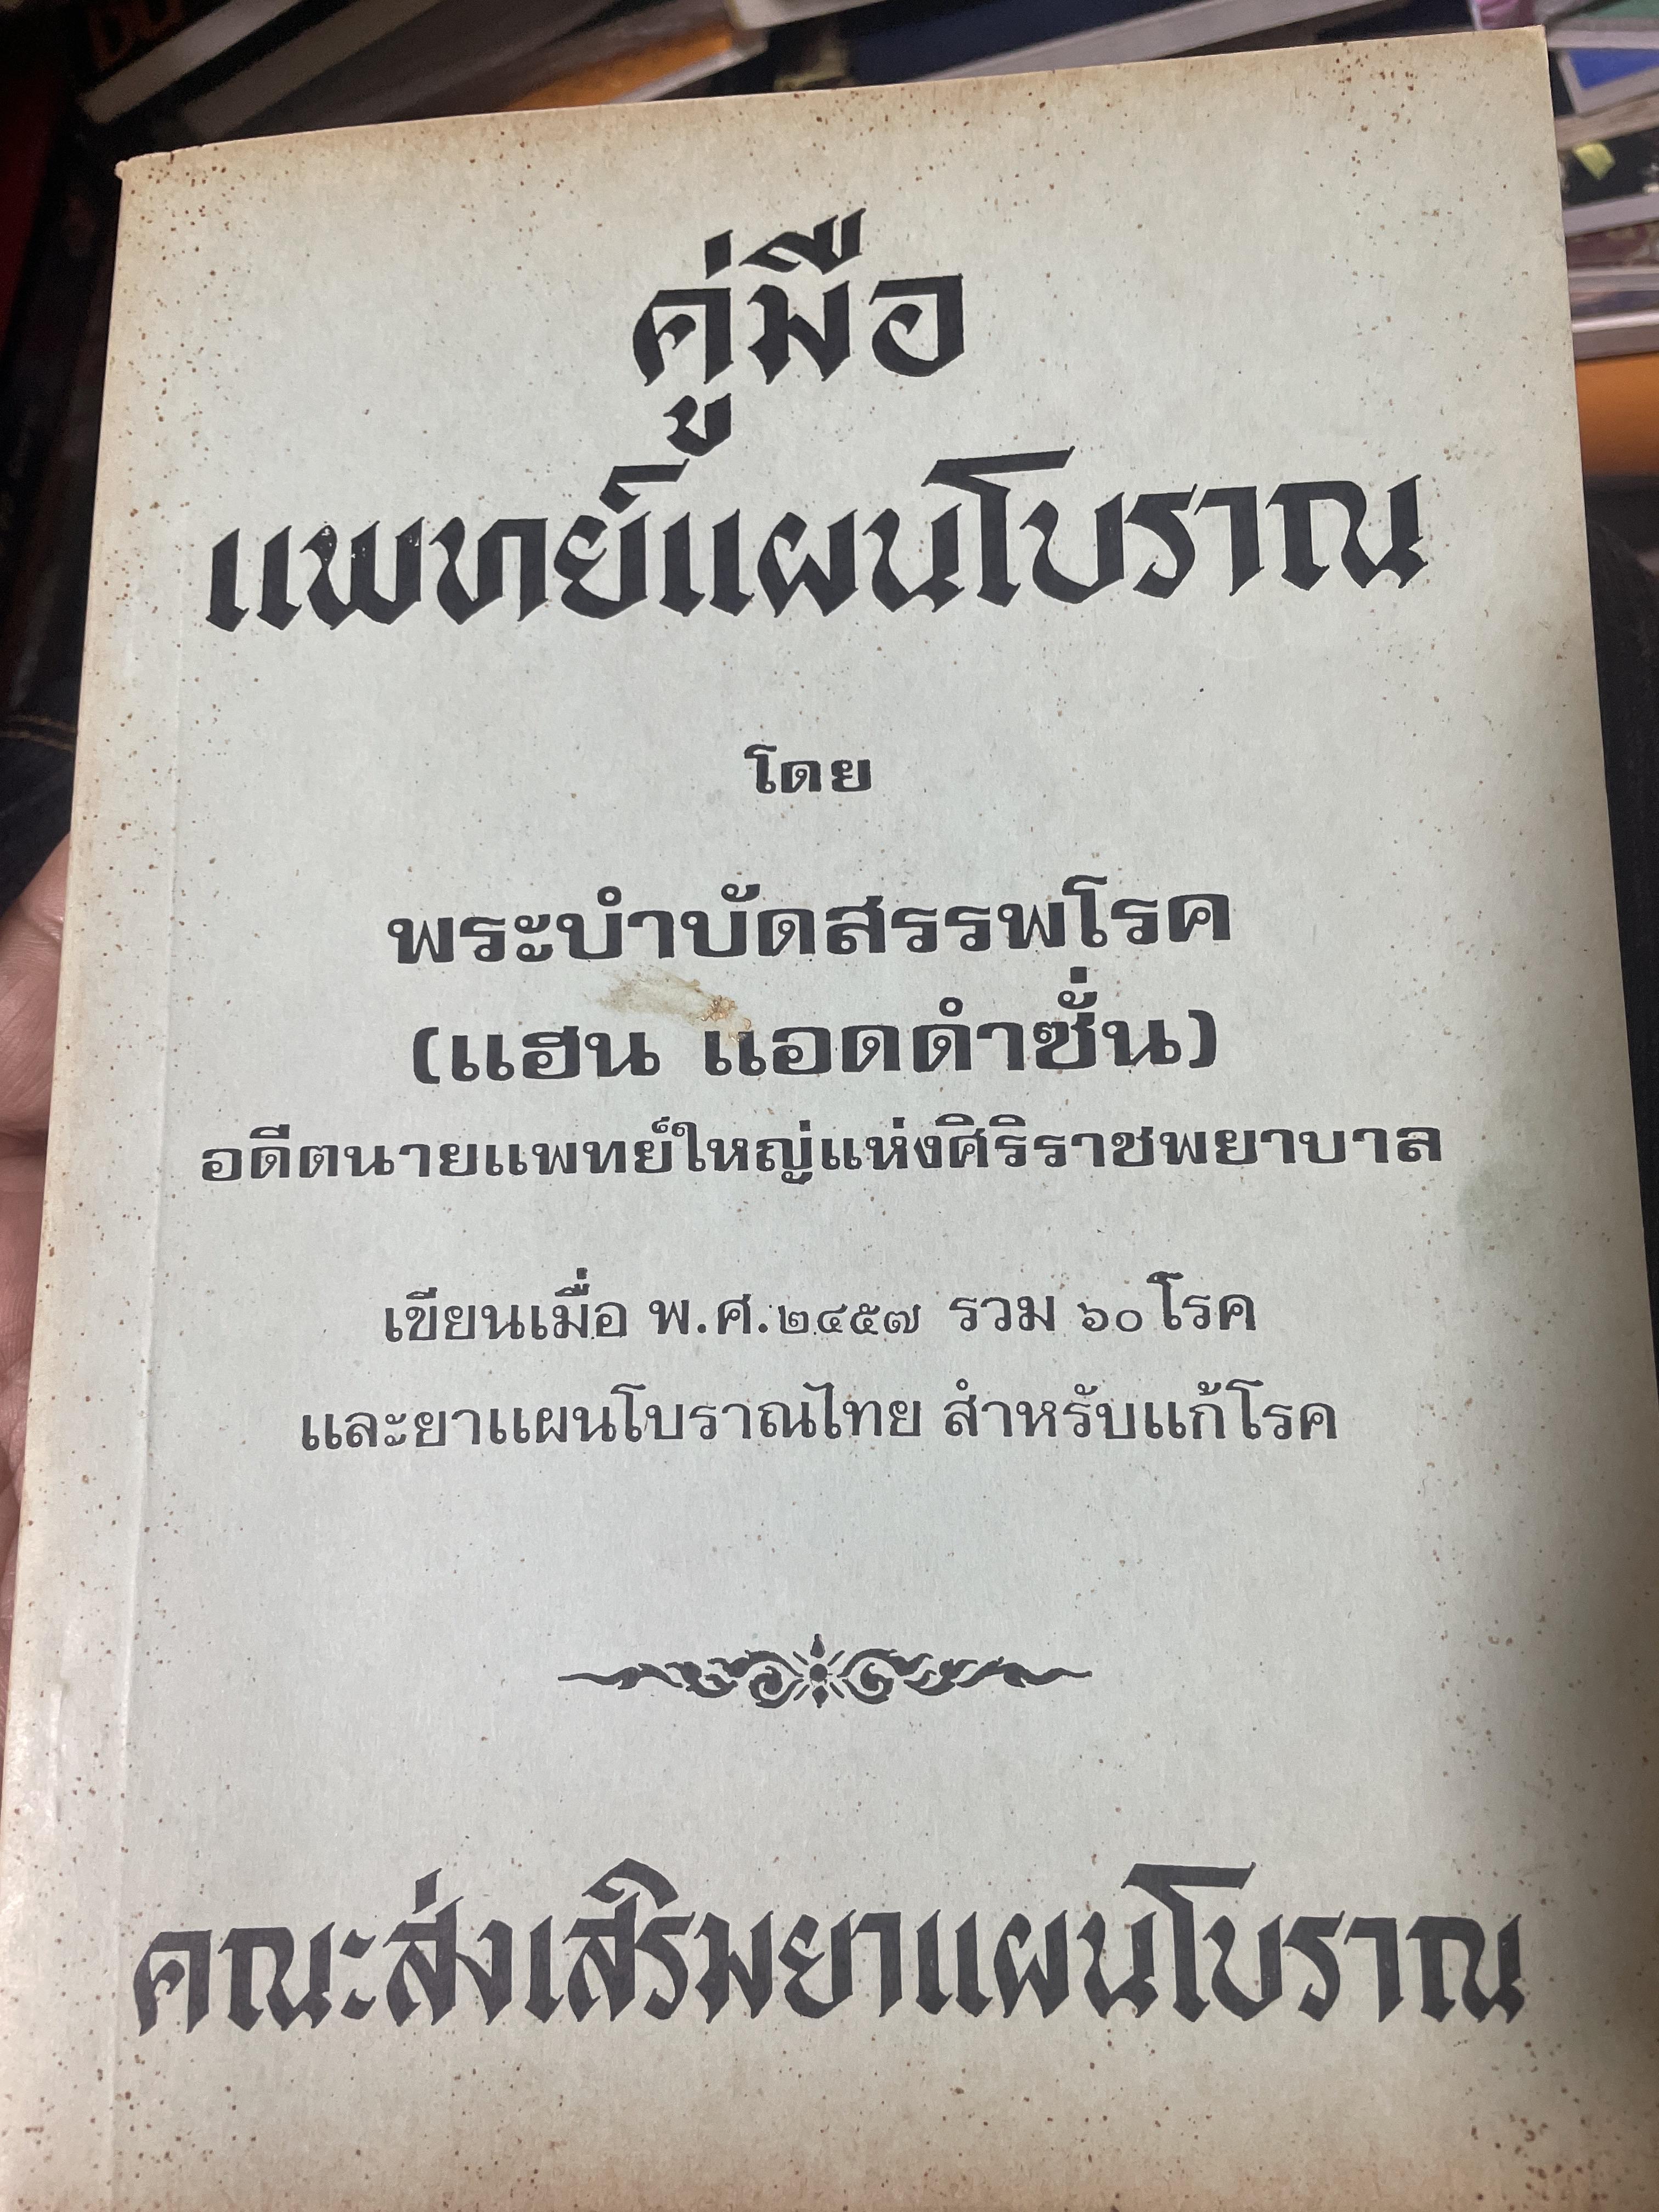 คู่มือ
แพทย์แผนโบราณ
โดย
พระบำบัดสรรพโรค
(แฮน แอดดำซั่น)
อดีตนายแพทย์ใหญ่แห่งศิริราชพยาบาล
เขียนเมื่อ พ.ศ.๒๔๕๗ รวม ๖๐โรค
และยาแผนโบราณไทย สำหรับแก้โรค
คณะส่งเสริมยาแผนโบราณ